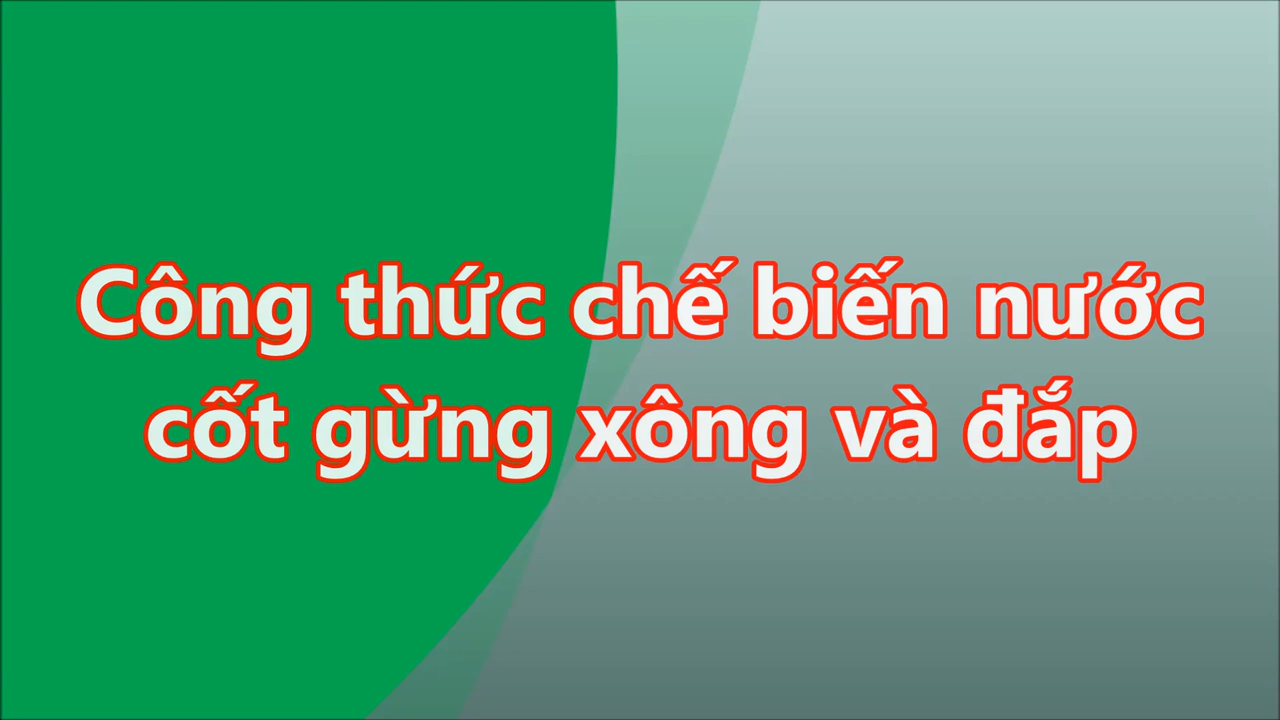 Công thức chế biến nước
cốt gừng xông và đắp